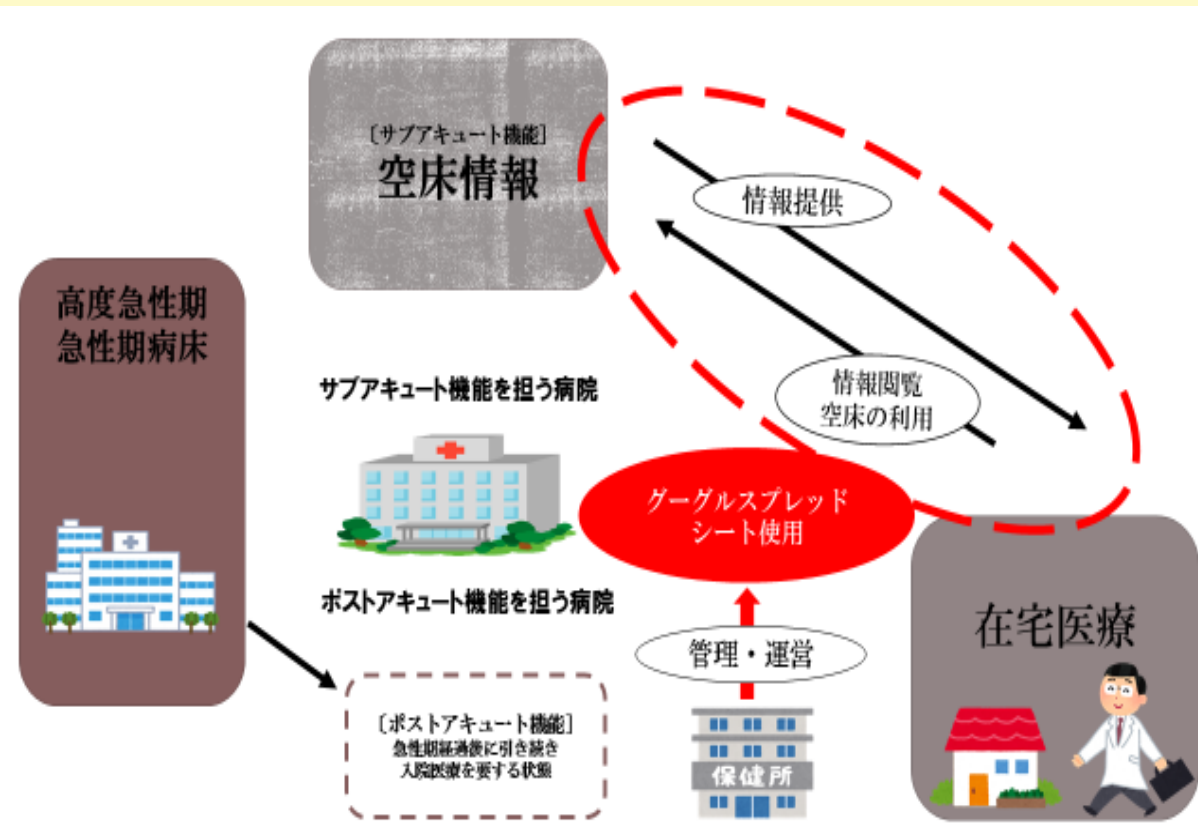 〔サブアキュート機能〕
空床情報
情報提供
高度急性期
急性期病床
情報閲覧
空床の利用
サブアキュート機能を担う病院
グーグルスプレッド
シート使用
ポストアキュート機能を担う病院
管理・運営
在宅医療
〔ポストアキュート機能〕
急性期経過後に引き続き
入院医療を要する状態
保健所